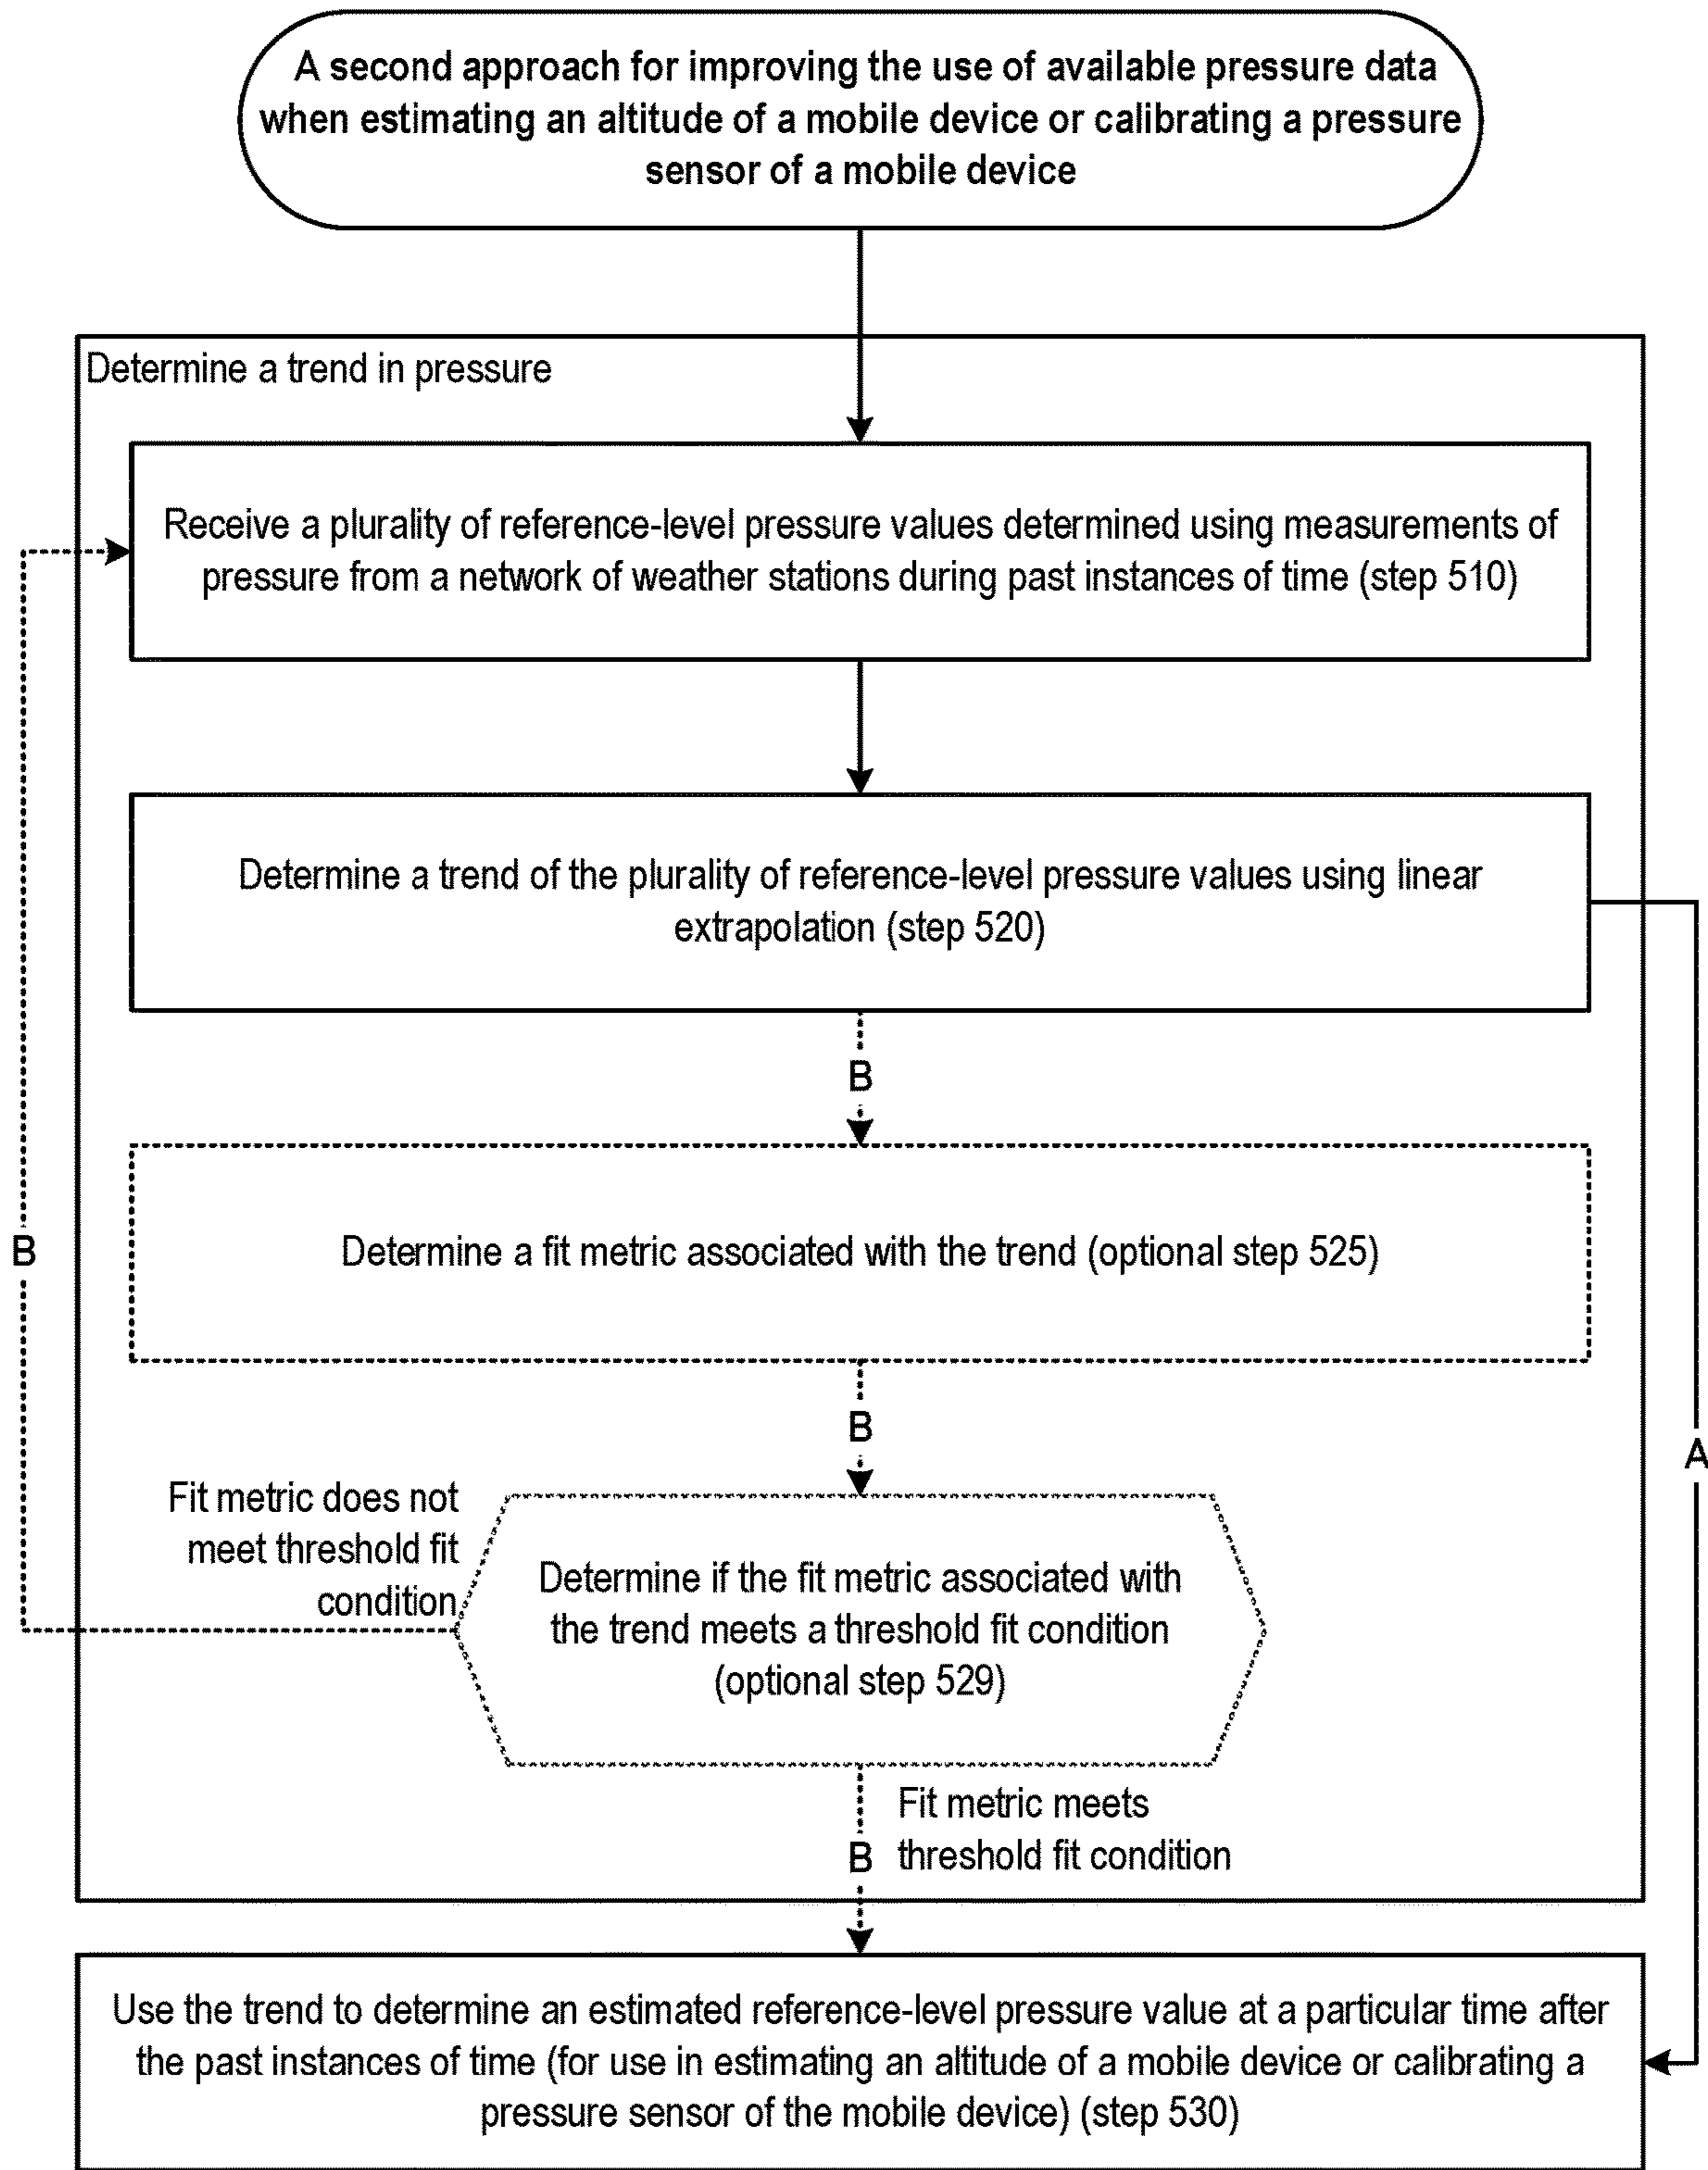 A second approach for improving the use of available pressure data
when estimating an altitude of a mobile device or calibrating a pressure
sensor of a mobile device
Determine a trend in pressure
Receive a plurality of reference-level pressure values determined using measurements of
pressure from a network of weather stations during past instances of time (step 510)
Determine a trend of the plurality of reference-level pressure values using linear
extrapolation (step 520)
B
Determine a fit metric associated with the trend (optional step 525)
B
B
A
Fit metric does not
meet threshold fit
condition
Determine if the fit metric associated with
the trend meets a threshold fit condition
(optional step 529)
Fit metric meets
B threshold fit condition
Use the trend to determine an estimated reference-level pressure value at a particular time after
the past instances of time (for use in estimating an altitude of a mobile device or calibrating a
pressure sensor of the mobile device) (step 530)